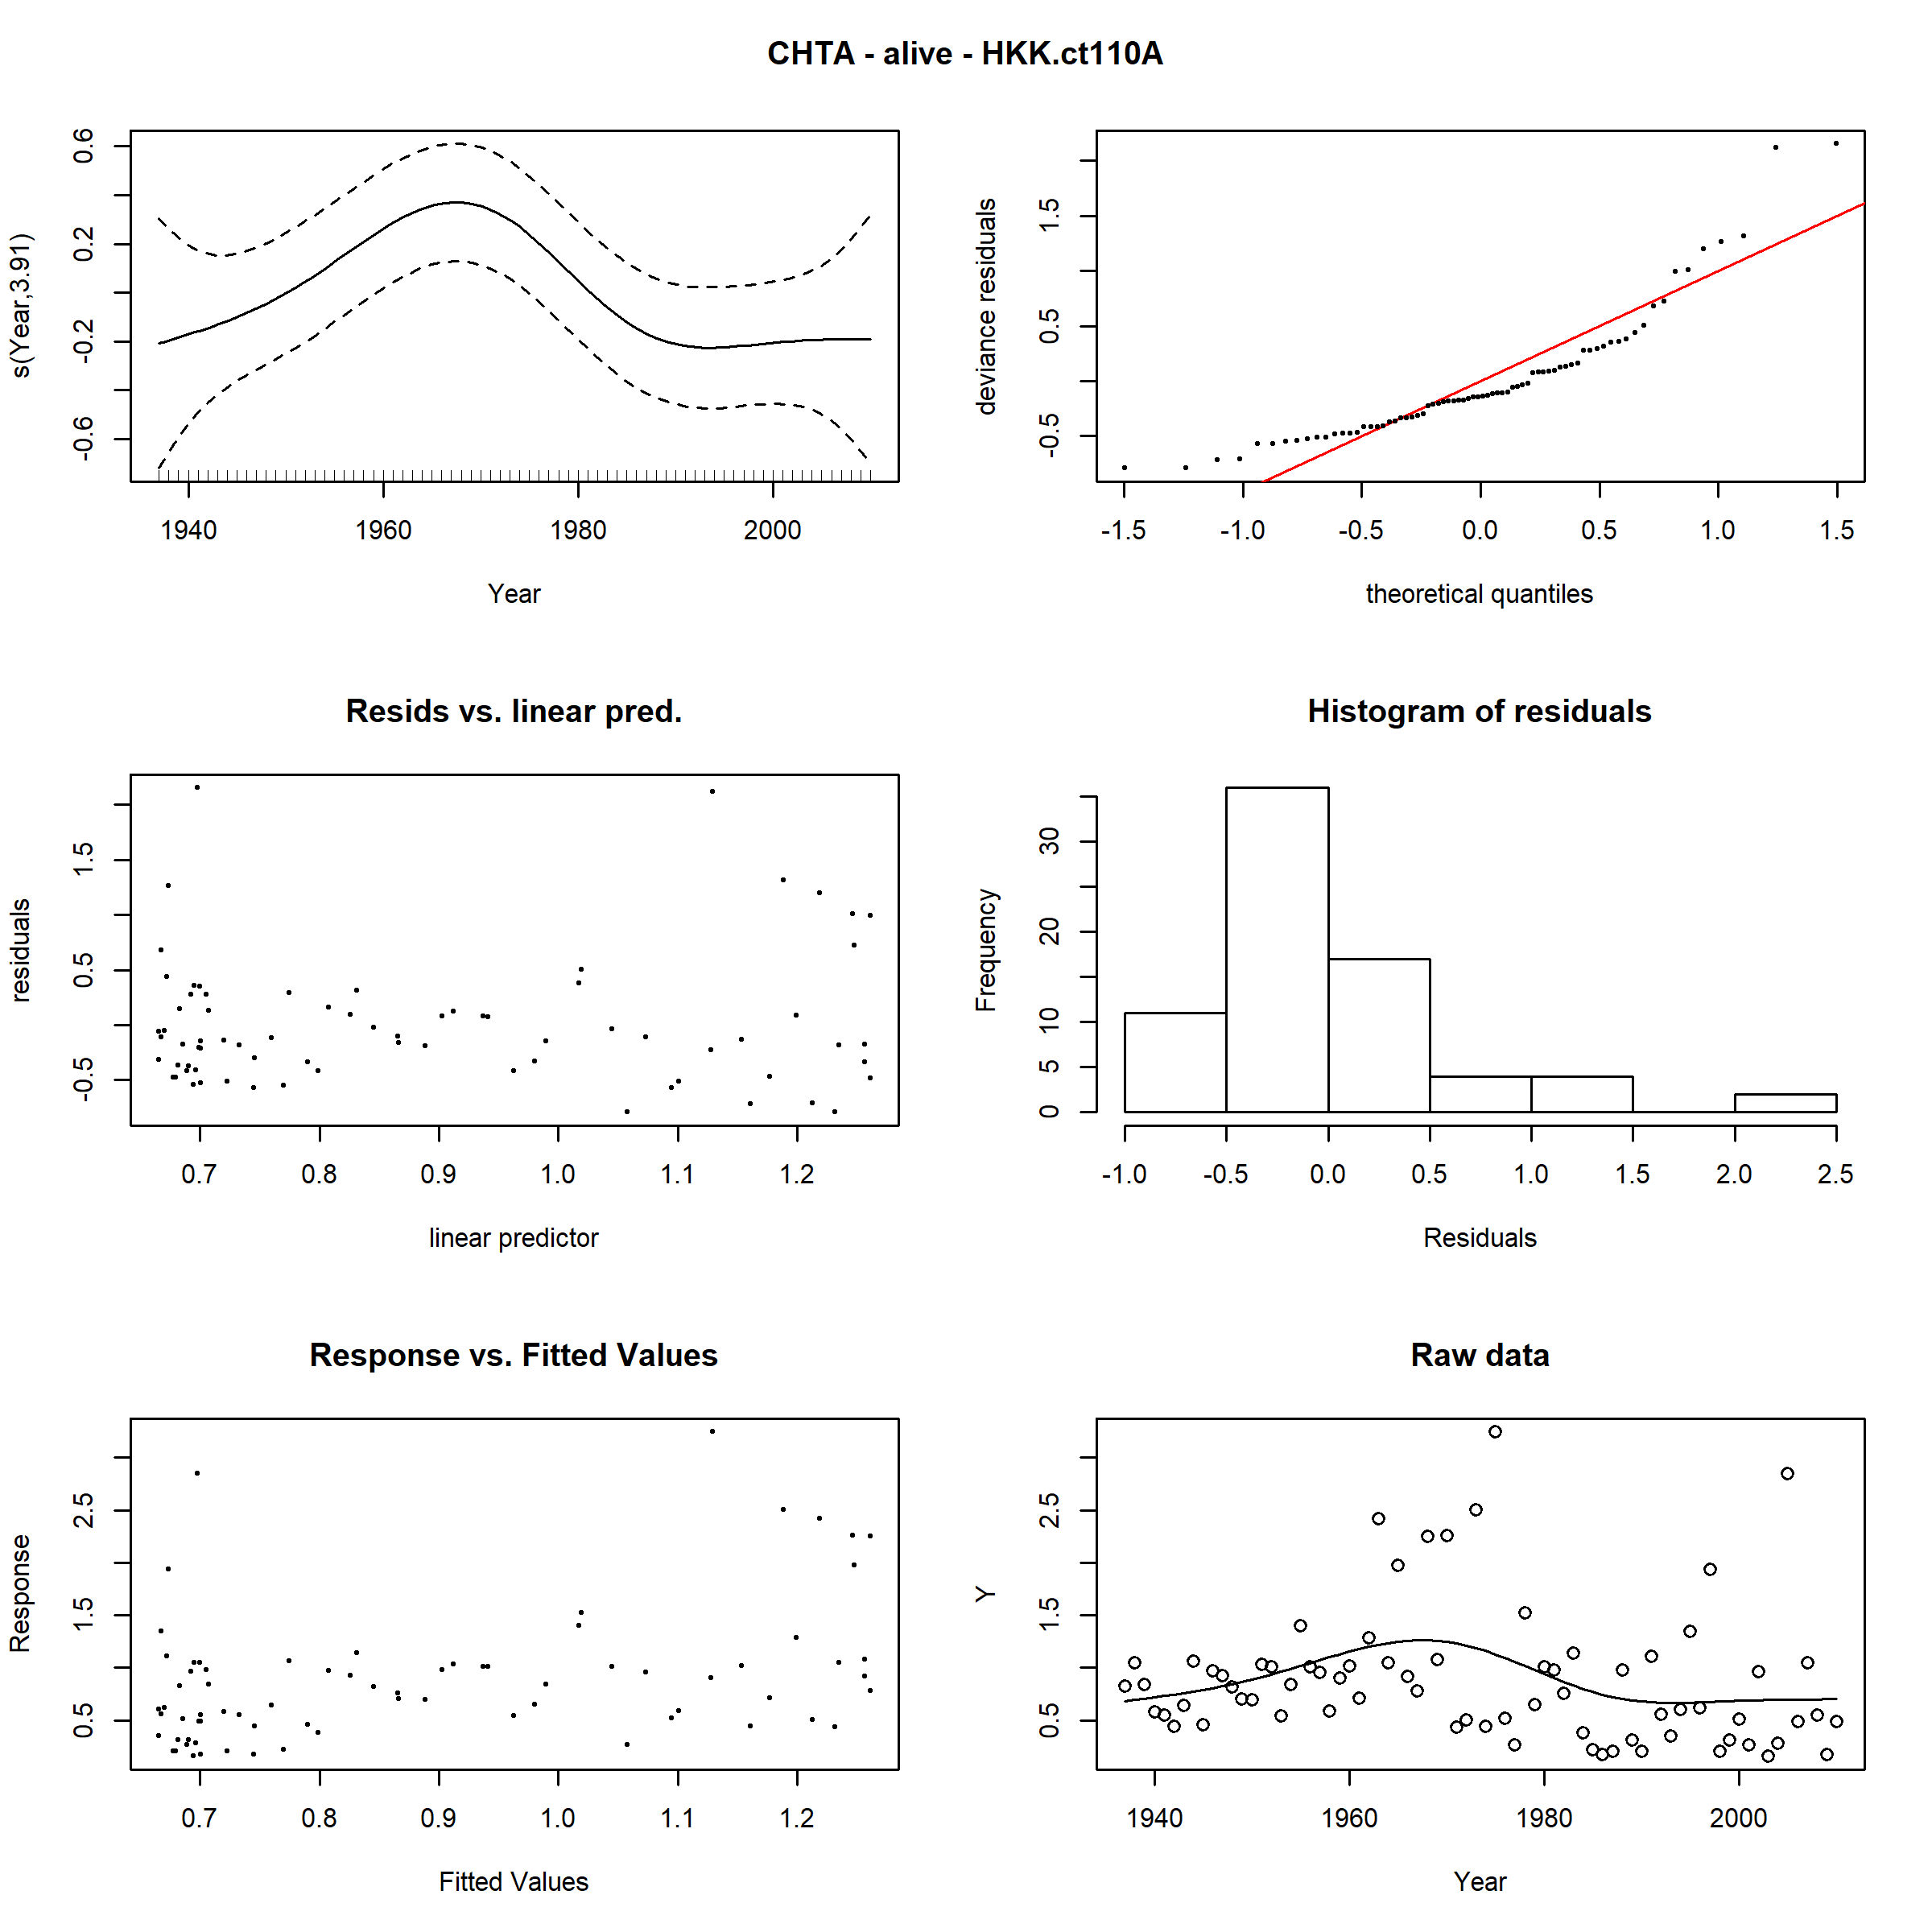 CHTA - alive - HKK.ct110A
s(Year,3.91)
-0.6 -0.2 0.2 0.6
1940 1960 1980 2000
Year
deviance residuals
-0.5 0.5 1.5
-1.5 -1.0 -0.5 0.0 0.5 1.0 1.5
theoretical quantiles
Resids vs. linear pred.
residuals
-0.5 0.5 1.5
0.7 0.8 0.9 1.0 1.1 1.2
linear predictor
Histogram of residuals
Frequency
0 5 10 20 30
-1.0 -0.5 0.0 0.5 1.0 1.5 2.0 2.5
Residuals
Response vs. Fitted Values
Response
0.5 1.5 2.5
0.7 0.8 0.9 1.0 1.1 1.2
Fitted Values
Raw data
Y
0.5 1.5 2.5
1940 1960 1980 2000
Year